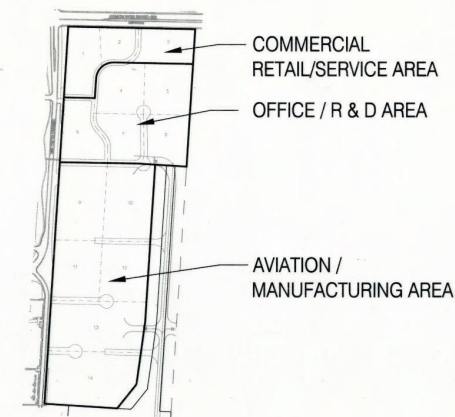 COMMERCIAL
RETAIL/SERVICE AREA
OFFICE / R & D AREA
AVIATION /
MANUFACTURING AREA